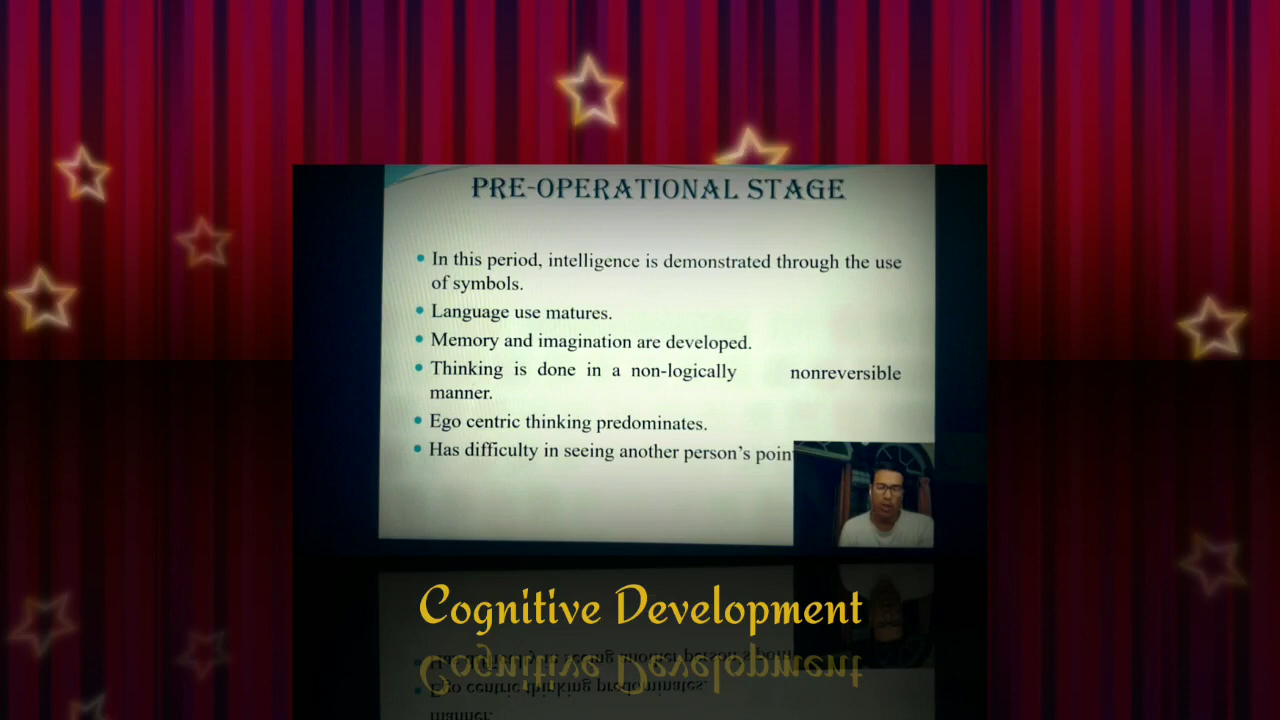 PRE-OPERATIONAL STAGE
In this period, intelligence is demonstrated through the use
of symbols.
Language use matures.
Memory and imagination are developed.
Thinking is done in a non-logically nonreversible
manner.
Ego centric thinking predominates.
Has difficulty in seeing another person's poin
Cognitive Development